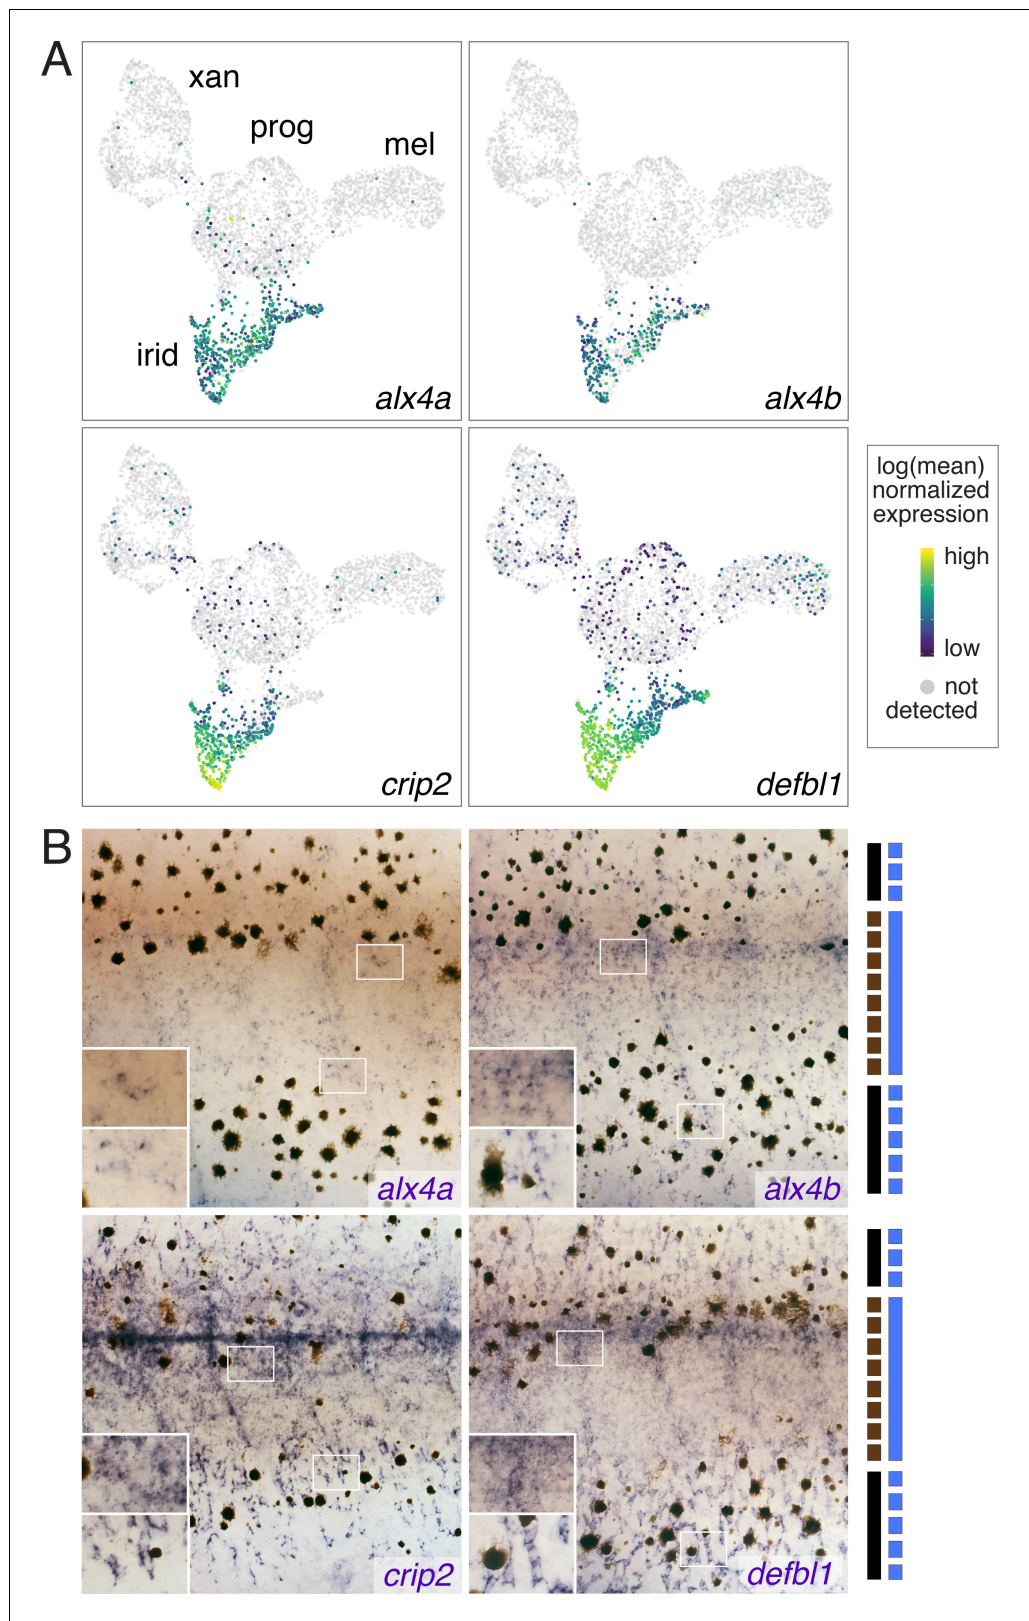 A
xan
prog
mel
irid
alx4a
alx4b
crip2
defbl1
log(mean)
normalized
expression
high
low
not
detected
B
alx4a
alx4b
crip2
defbl1